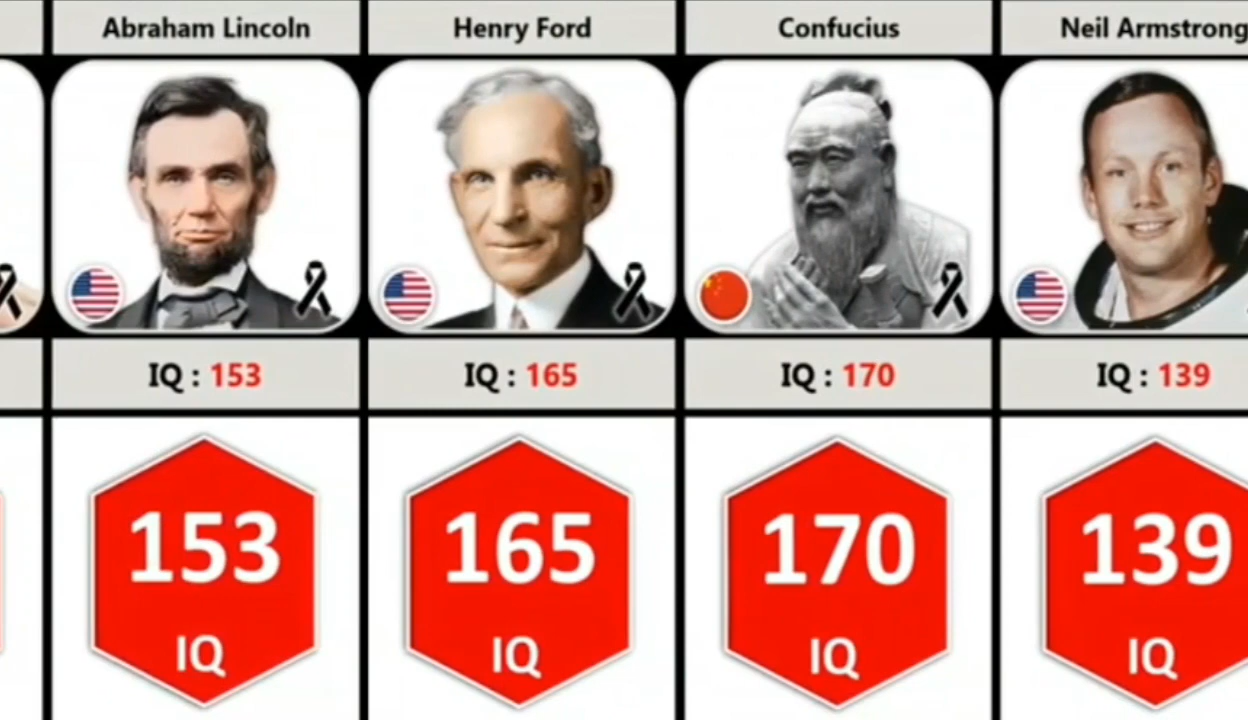 Abraham Lincoln
Henry Ford
Confucius
Neil Armstrong
IQ : 153
IQ : 165
IQ : 170
IQ : 139
153
IQ
165
IQ
170
IQ
139
IQ